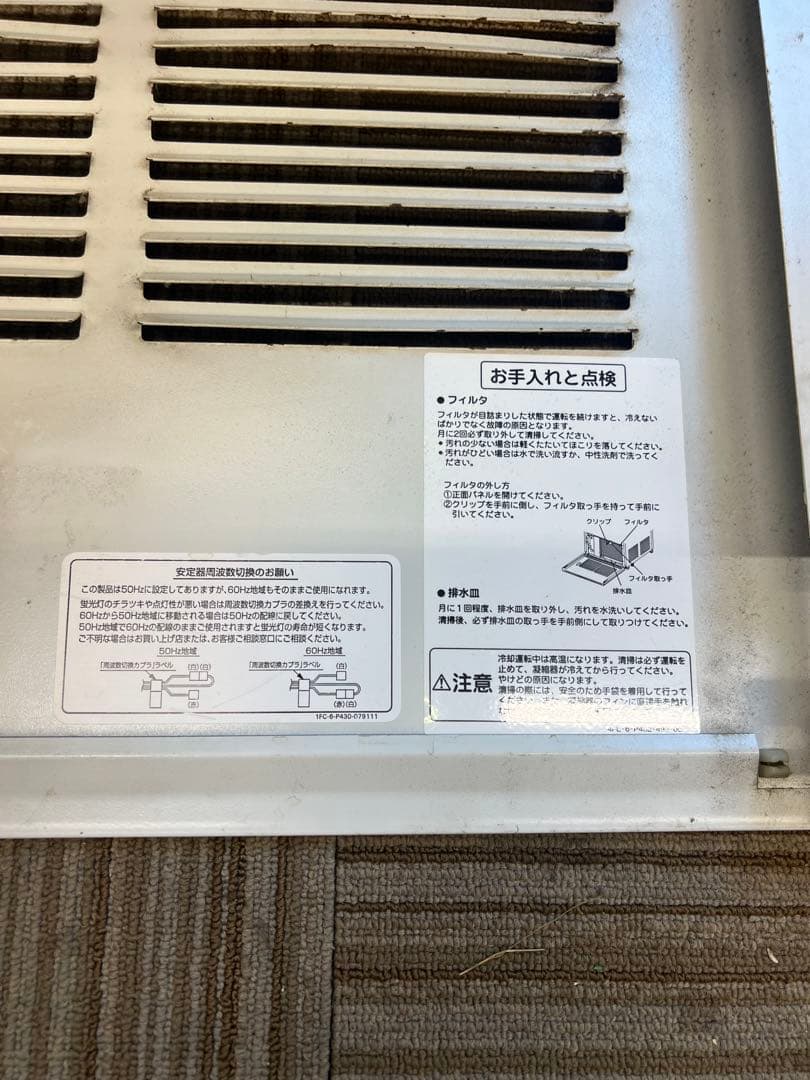 お手入れと点検
● フィルタ
フィルタが目詰まりした状態で運転を続けますと、冷えない
ばかりでなく故障の原因となります。
月に2回必ず取り外して清掃してください。
＊汚れの少ない場合は軽くたたいてほこりを落してください。
＊汚れがひどい場合は水で洗い流すか、中性洗剤で洗ってく
ださい。
フィルタの外し方
①正面パネルを開けてください。
②クリップを手前に倒し、フィルタ取っ手を持って手前に
引いてください。
クリップ フィルタ
フィルタ取っ手
排水皿
● 排水皿
月に1回程度、排水皿を取り外し、汚れを水洗いしてください。
清掃後、必ず排水皿の取っ手を手前側にして取りつけてください。
⚠注意
冷却運転中は高温になります。清掃は必ず運転を
止めて、凝縮器が冷えてから行ってください。
やけどの原因になります。
清掃の際には、安全のため手袋を着用して行って
安定器周波数切換のお願い
この製品は50Hzに設定してありますが、60Hz地域もそのままご使用になれます。
蛍光灯のチラツキや点灯性が悪い場合は周波数切換カプラの差換えを行ってください。
60Hzから50Hz地域に移動される場合は50Hzの配線に戻してください。
50Hz地域で60Hzの配線のままご使用されますと蛍光灯の寿命が短くなります。
ご不明な場合はお買い上げ店または、お客様ご相談窓口にご相談ください。
50Hz地域 60Hz地域
「周波数切換カプラ」ラベル (白)(白) 「周波数切換カプラ」ラベル (白)
(赤) (赤)(白)
1FC-6-P430-079111